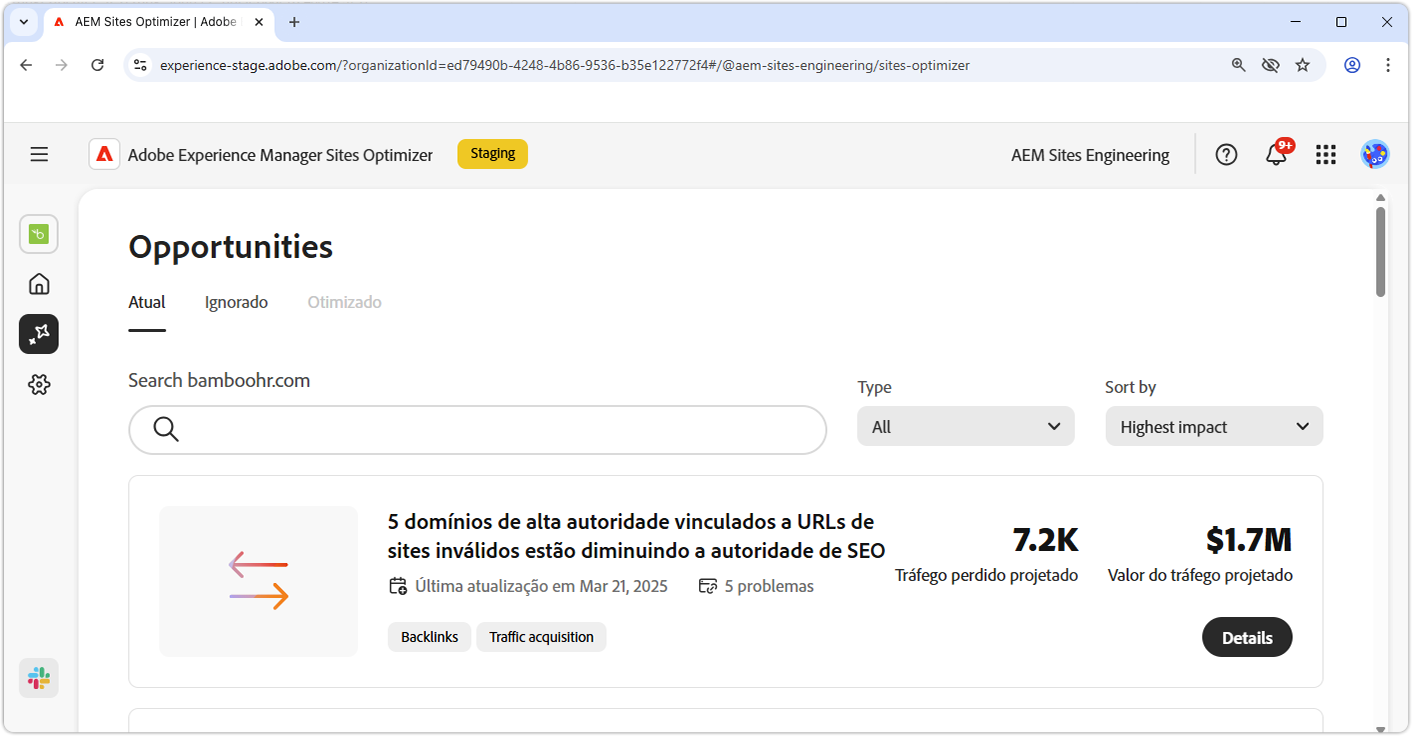 AEM Sites Optimizer | Adobe
experience-stage.adobe.com/?organizationId=ed79490b-4248-4b86-9536-b35e122772f4#/@aem-sites-engineering/sites-optimizer
Adobe Experience Manager Sites Optimizer
Staging
AEM Sites Engineering
9+
Opportunities
Atual
Ignorado
Otimizado
Search bamboohr.com
Type
Sort by
All
Highest impact
5 domínios de alta autoridade vinculados a URLs de
sites inválidos estão diminuindo a autoridade de SEO
Última atualização em Mar 21, 2025
5 problemas
Backlinks
Traffic acquisition
7.2K
Tráfego perdido projetado
$1.7M
Valor do tráfego projetado
Details